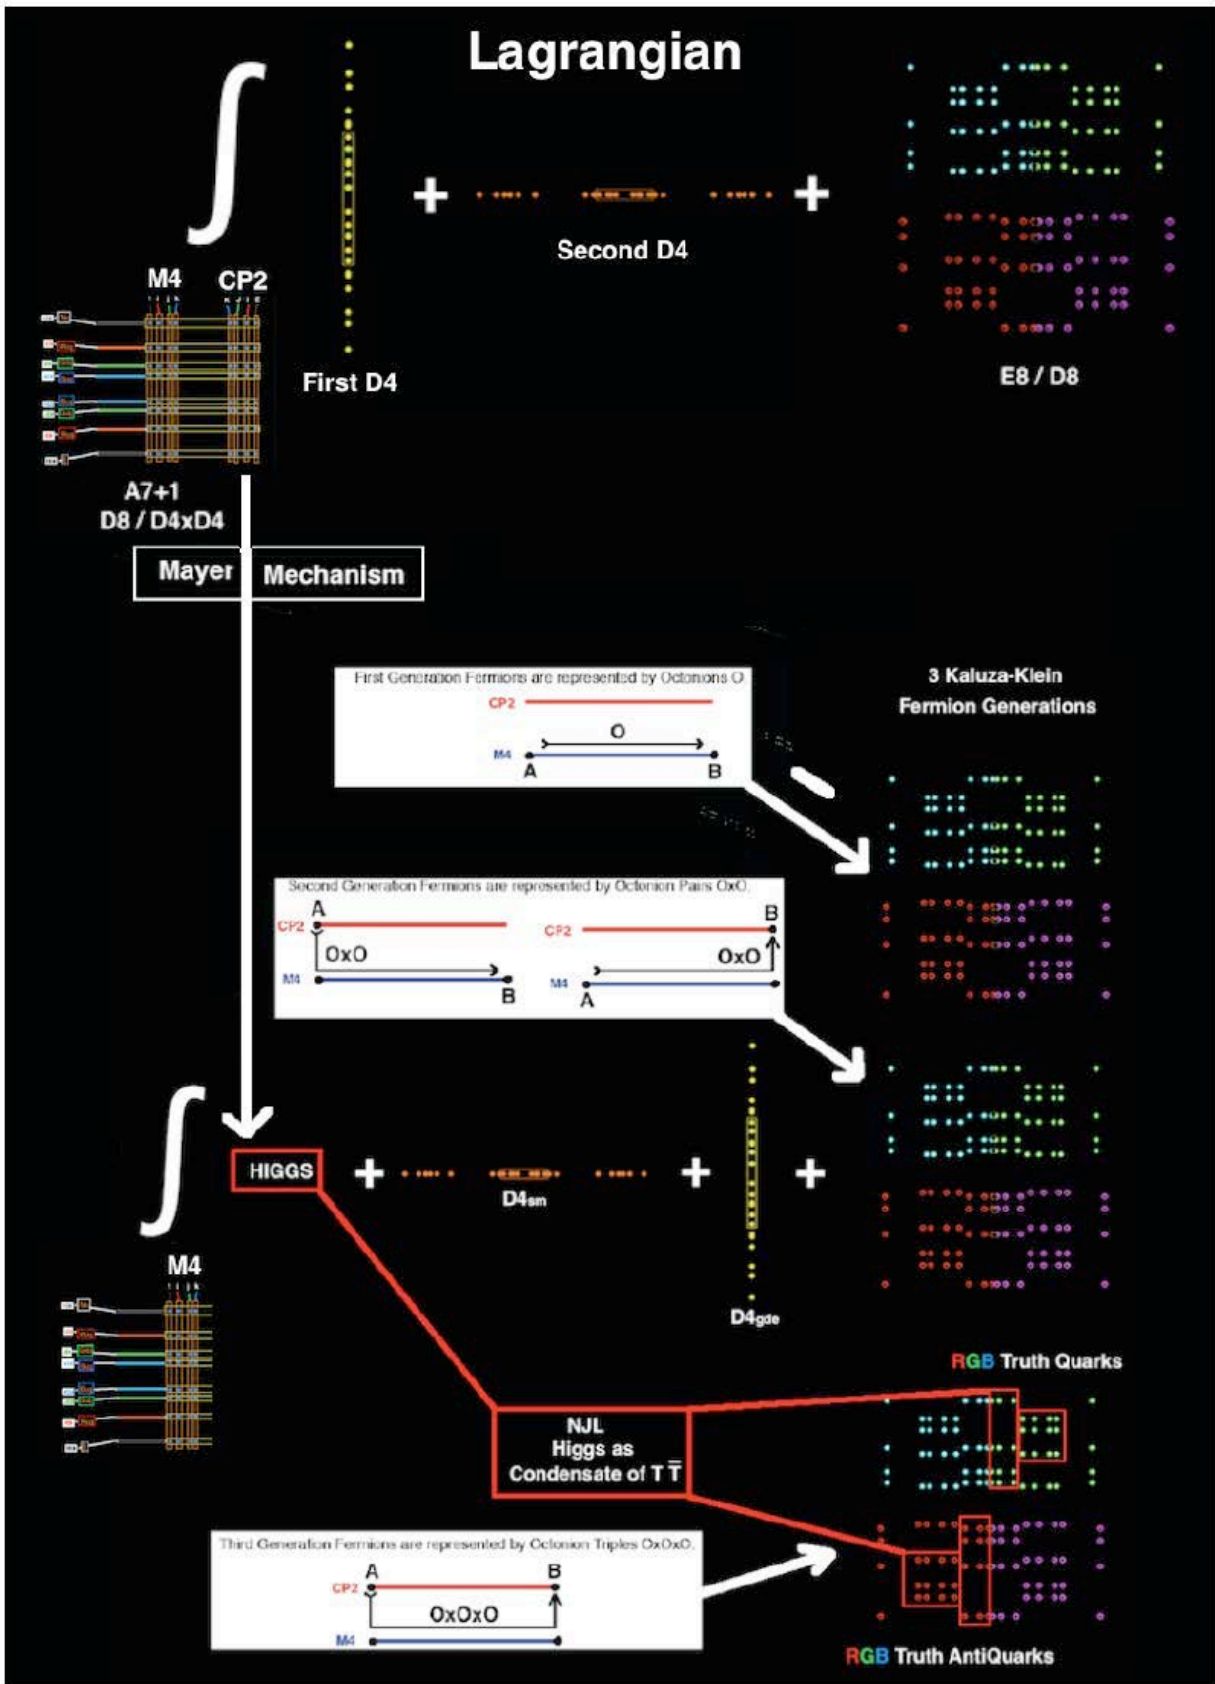 Lagrangian
∫
+
+
Second D4
M4 CP2
First D4
E8 / D8
A7+1
D8 / D4xD4
Mayer Mechanism
First Generation Fermions are represented by Octonions O
CP2
O
M4
A B
3 Kaluza-Klein
Fermion Generations
Second Generation Fermions are represented by Octonion Pairs OxO.
A B
CP2 CP2
OxO OxO
M4 M4
B A
∫
HIGGS
+
D4sm
+
+
M4
D4gde
RGB Truth Quarks
NJL
Higgs as
Condensate of T T̅
Third Generation Fermions are represented by Octonion Triples OxOxO.
A B
CP2
OxOxO
M4
RGB Truth AntiQuarks